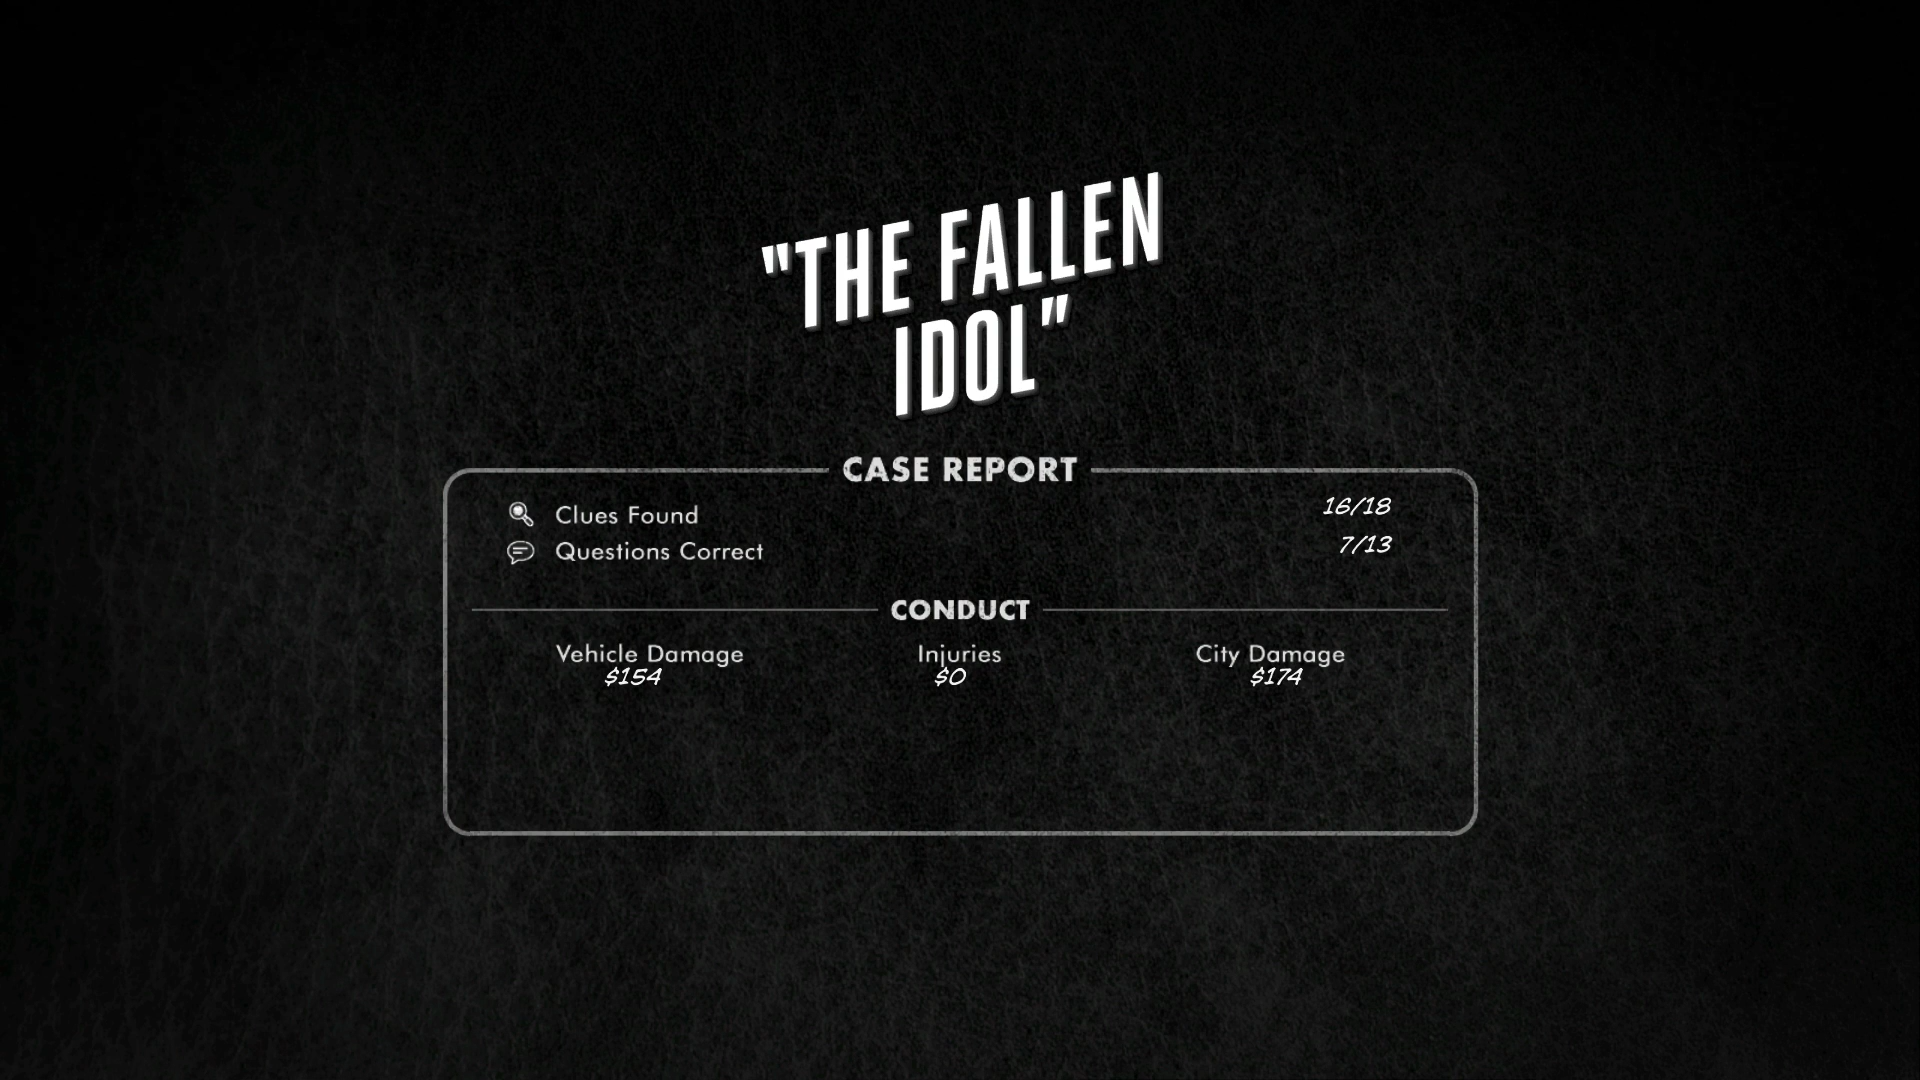 "THE FALLEN
IDOL"
CASE REPORT
Clues Found 16/18
Questions Correct 7/13
CONDUCT
Vehicle Damage Injuries City Damage
$154 $0 $174